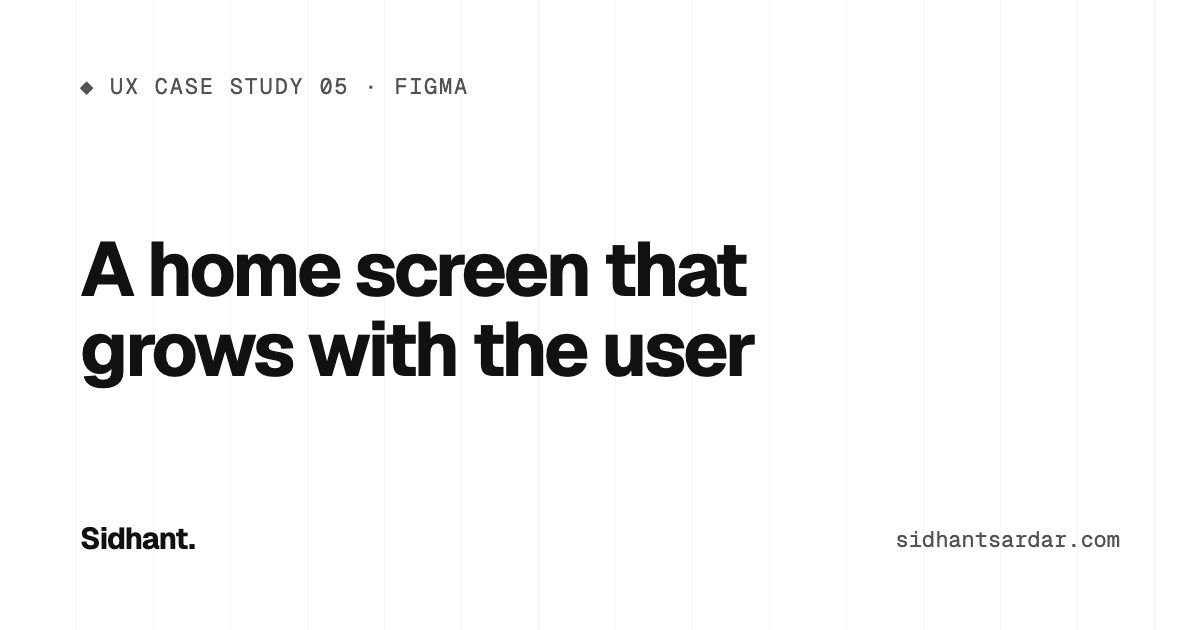 ◆ UX CASE STUDY 05 · FIGMA
A home screen that
grows with the user
Sidhant.
sidhantsardar.com